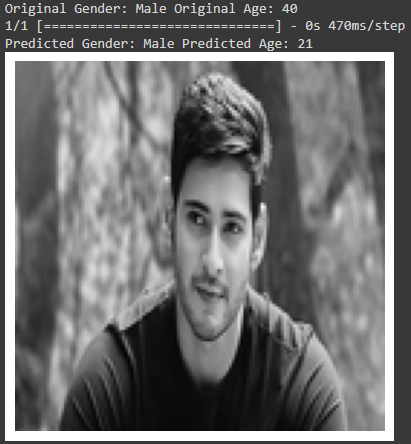 Original Gender: Male Original Age: 40
1/1 [==============================] - 0s 470ms/step
Predicted Gender: Male Predicted Age: 21